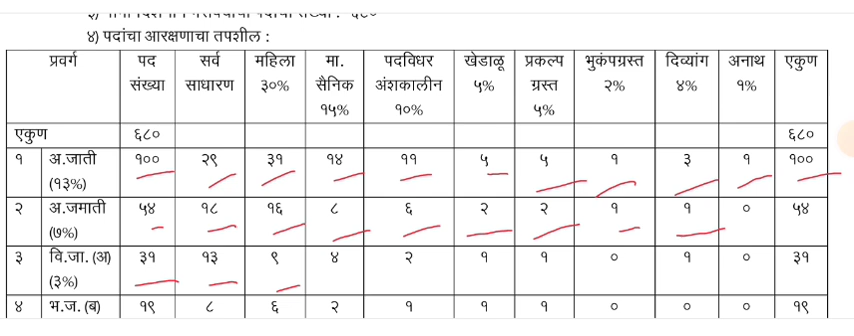 ४) पदांचा आरक्षणाचा तपशील :
प्रवर्ग पद संख्या सर्व साधारण महिला ३०% मा. सैनिक १५% पदविधर अंशकालीन १०% खेडाळू ५% प्रकल्प ग्रस्त ५% भुकंपग्रस्त २% दिव्यांग ४% अनाथ १% एकुण
एकुण ६८० ६८०
१ अ.जाती (१३%) १०० २९ ३१ १४ ११ ५ ५ १ ३ १ १००
२ अ.जमाती (७%) ५४ १८ १६ ८ ६ २ २ १ १ ० ५४
३ वि.जा. (अ) (३%) ३१ १३ ९ ४ २ १ १ ० १ ० ३१
४ भ.ज. (ब) १९ ८ ६ २ १ १ १ ० ० ० १९